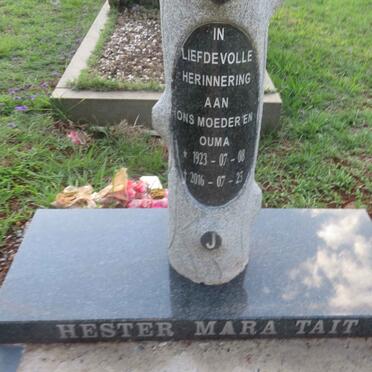 IN
LIEFDEVOLLE
HERINNERING
AAN
ONS MOEDER EN
OUMA
* 1923 - 07 - 08
† 2016 - 07 - 25
J
HESTER MARA TAIT